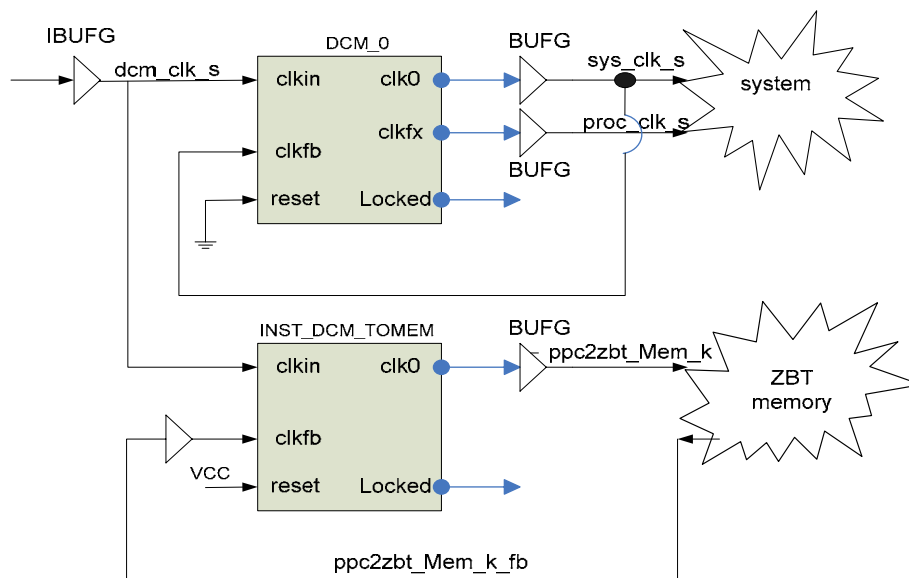 IBUFG
DCM_0
BUFG
dcm_clk_s
clkin
clk0
sys_clk_s
system
clkfx
proc_clk_s
clkfb
BUFG
reset
Locked
INST_DCM_TOMEM
BUFG
ppc2zbt_Mem_k
clkin
clk0
ZBT
memory
clkfb
VCC
reset
Locked
ppc2zbt_Mem_k_fb